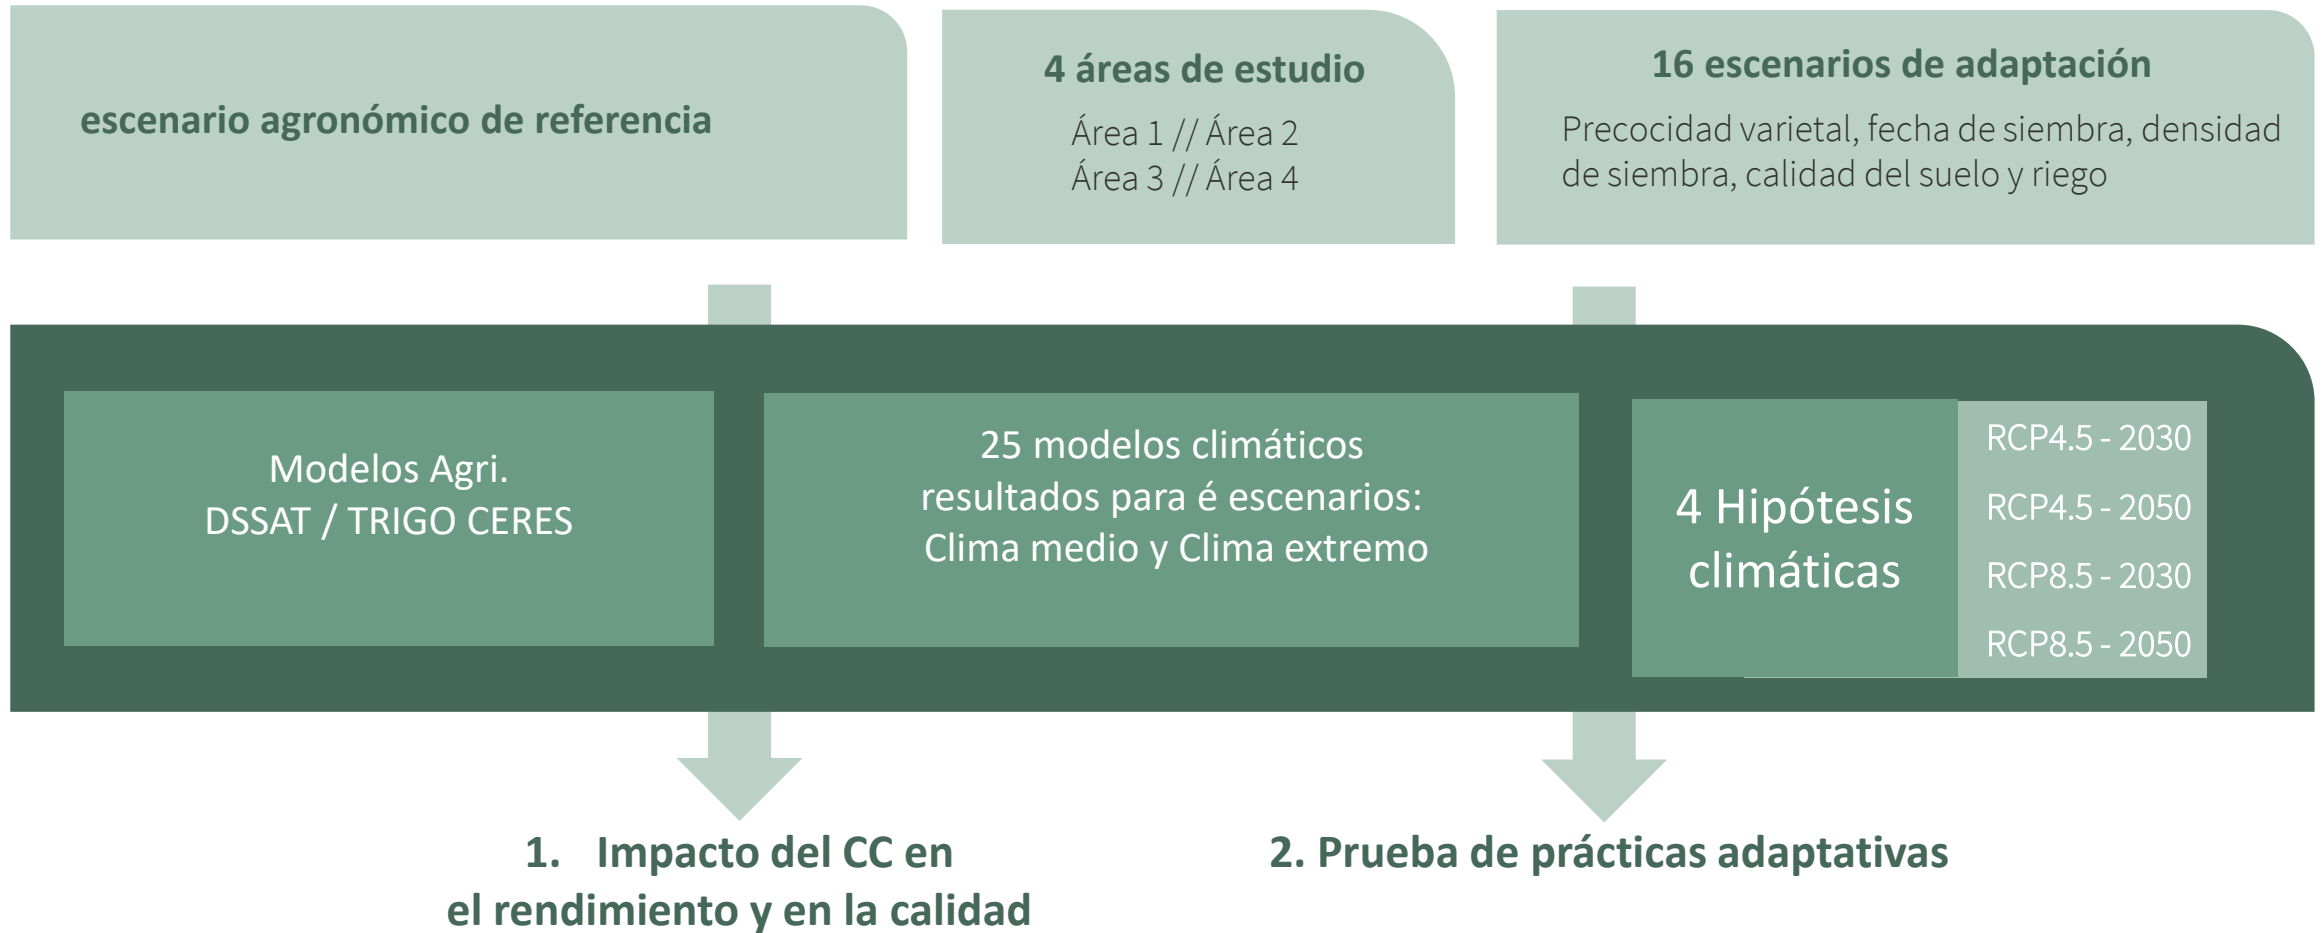 escenario agronómico de referencia
4 áreas de estudio
Área 1 // Área 2
Área 3 // Área 4
16 escenarios de adaptación
Precocidad varietal, fecha de siembra, densidad
de siembra, calidad del suelo y riego
Modelos Agri.
DSSAT / TRIGO CERES
25 modelos climáticos
resultados para é escenarios:
Clima medio y Clima extremo
4 Hipótesis
climáticas
RCP4.5 - 2030
RCP4.5 - 2050
RCP8.5 - 2030
RCP8.5 - 2050
1. Impacto del CC en
el rendimiento y en la calidad
2. Prueba de prácticas adaptativas